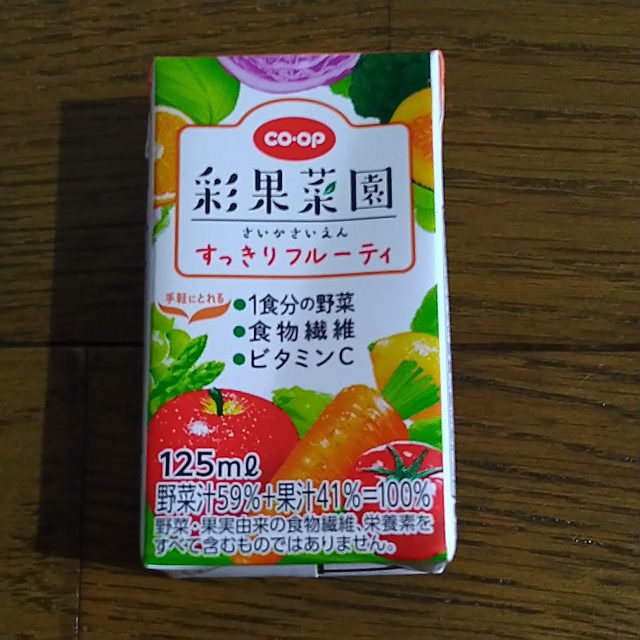 CO・OP
彩果菜園
さいかさいえん
すっきりフルーティ
手軽にとれる
●1食分の野菜
●食物繊維
●ビタミンC
125mℓ
野菜汁59%+果汁41%=100%
野菜・果実由来の食物繊維、栄養素を
すべて含むものではありません。